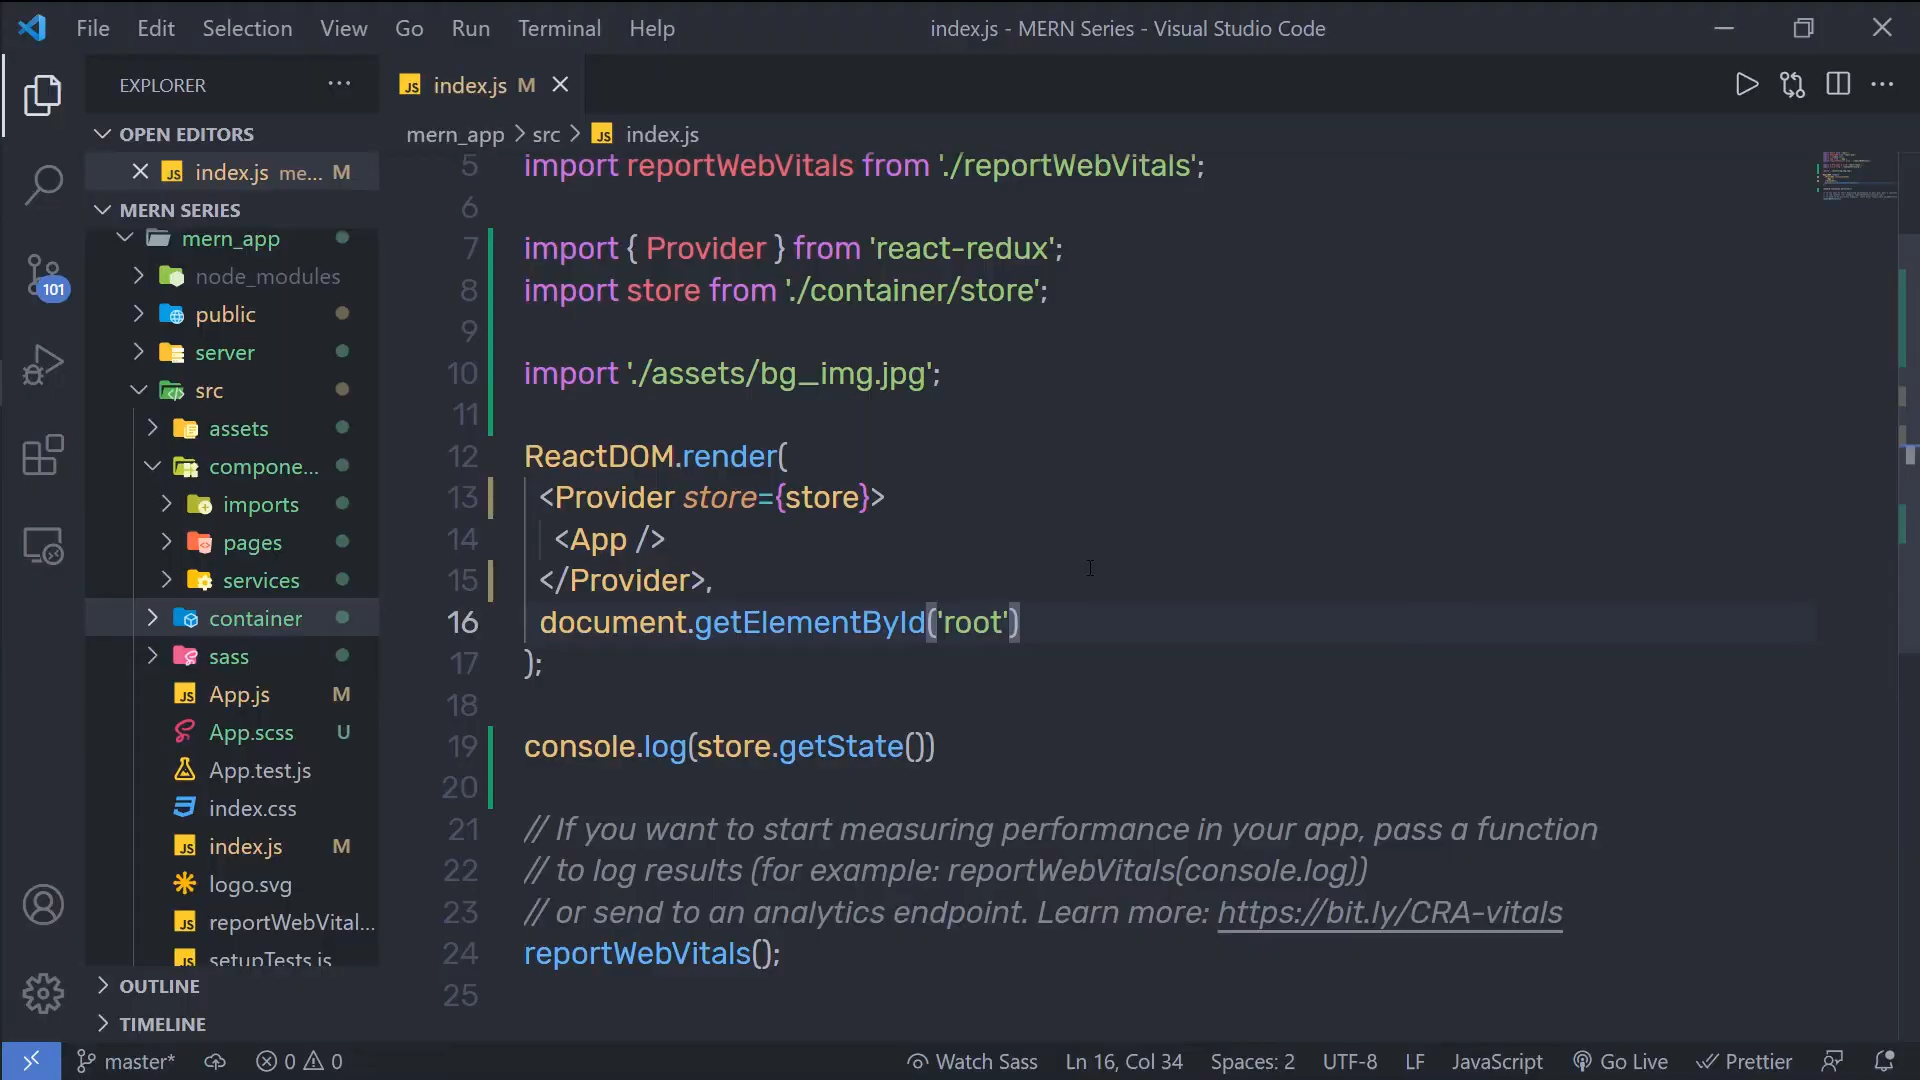 File Edit Selection View Go Run Terminal Help
index.js - MERN Series - Visual Studio Code
EXPLORER
OPEN EDITORS
JS index.js me... M
MERN SERIES
mern_app
node_modules
public
server
src
assets
compone...
imports
pages
services
container
sass
JS App.js M
App.scss U
App.test.js
index.css
JS index.js M
logo.svg
JS reportWebVital...
JS setupTests.js
OUTLINE
TIMELINE
101
JS index.js M
mern_app > src > JS index.js
5 import reportWebVitals from './reportWebVitals';
6
7 import { Provider } from 'react-redux';
8 import store from './container/store';
9
10 import './assets/bg_img.jpg';
11
12 ReactDOM.render(
13 <Provider store={store}>
14 <App />
15 </Provider>,
16 document.getElementById('root')
17 );
18
19 console.log(store.getState())
20
21 // If you want to start measuring performance in your app, pass a function
22 // to log results (for example: reportWebVitals(console.log))
23 // or send to an analytics endpoint. Learn more: https://bit.ly/CRA-vitals
24 reportWebVitals();
25
master* 0 0 Watch Sass Ln 16, Col 34 Spaces: 2 UTF-8 LF JavaScript Go Live Prettier